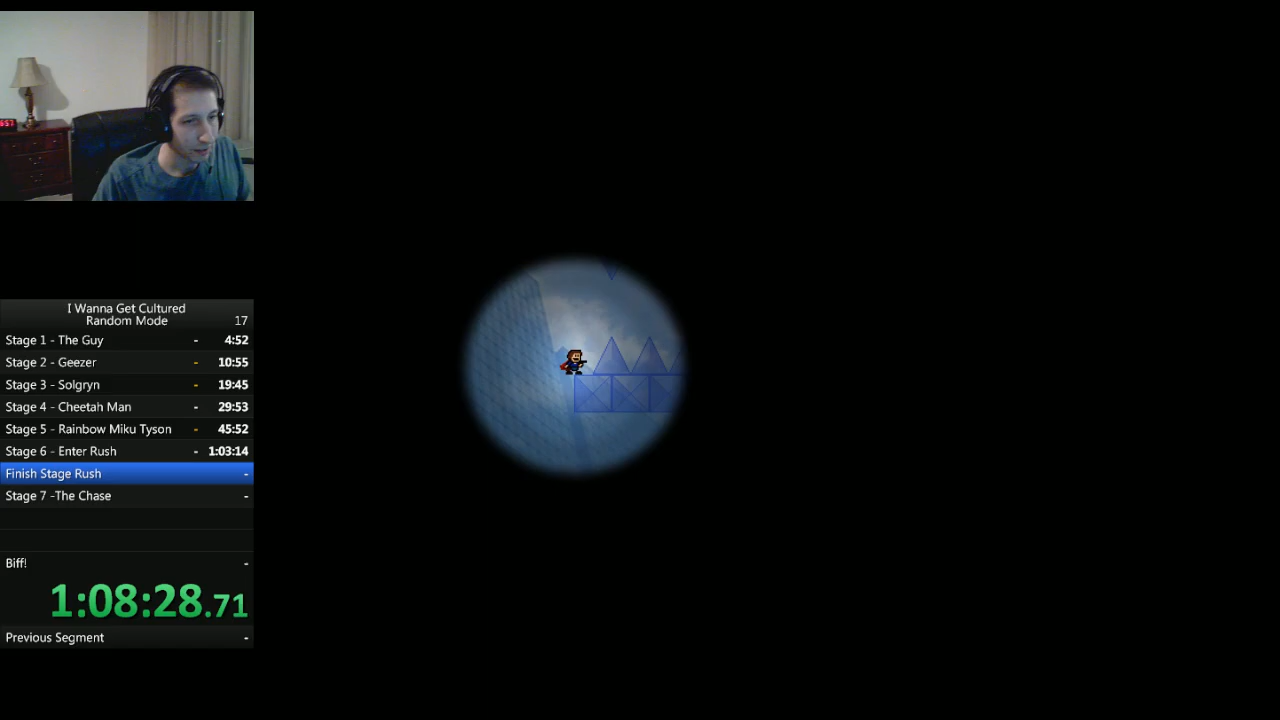 657
I Wanna Get Cultured
Random Mode 17
Stage 1 - The Guy - 4:52
Stage 2 - Geezer - 10:55
Stage 3 - Solgryn - 19:45
Stage 4 - Cheetah Man - 29:53
Stage 5 - Rainbow Miku Tyson - 45:52
Stage 6 - Enter Rush - 1:03:14
Finish Stage Rush -
Stage 7 -The Chase -
Biff! -
1:08:28.71
Previous Segment -